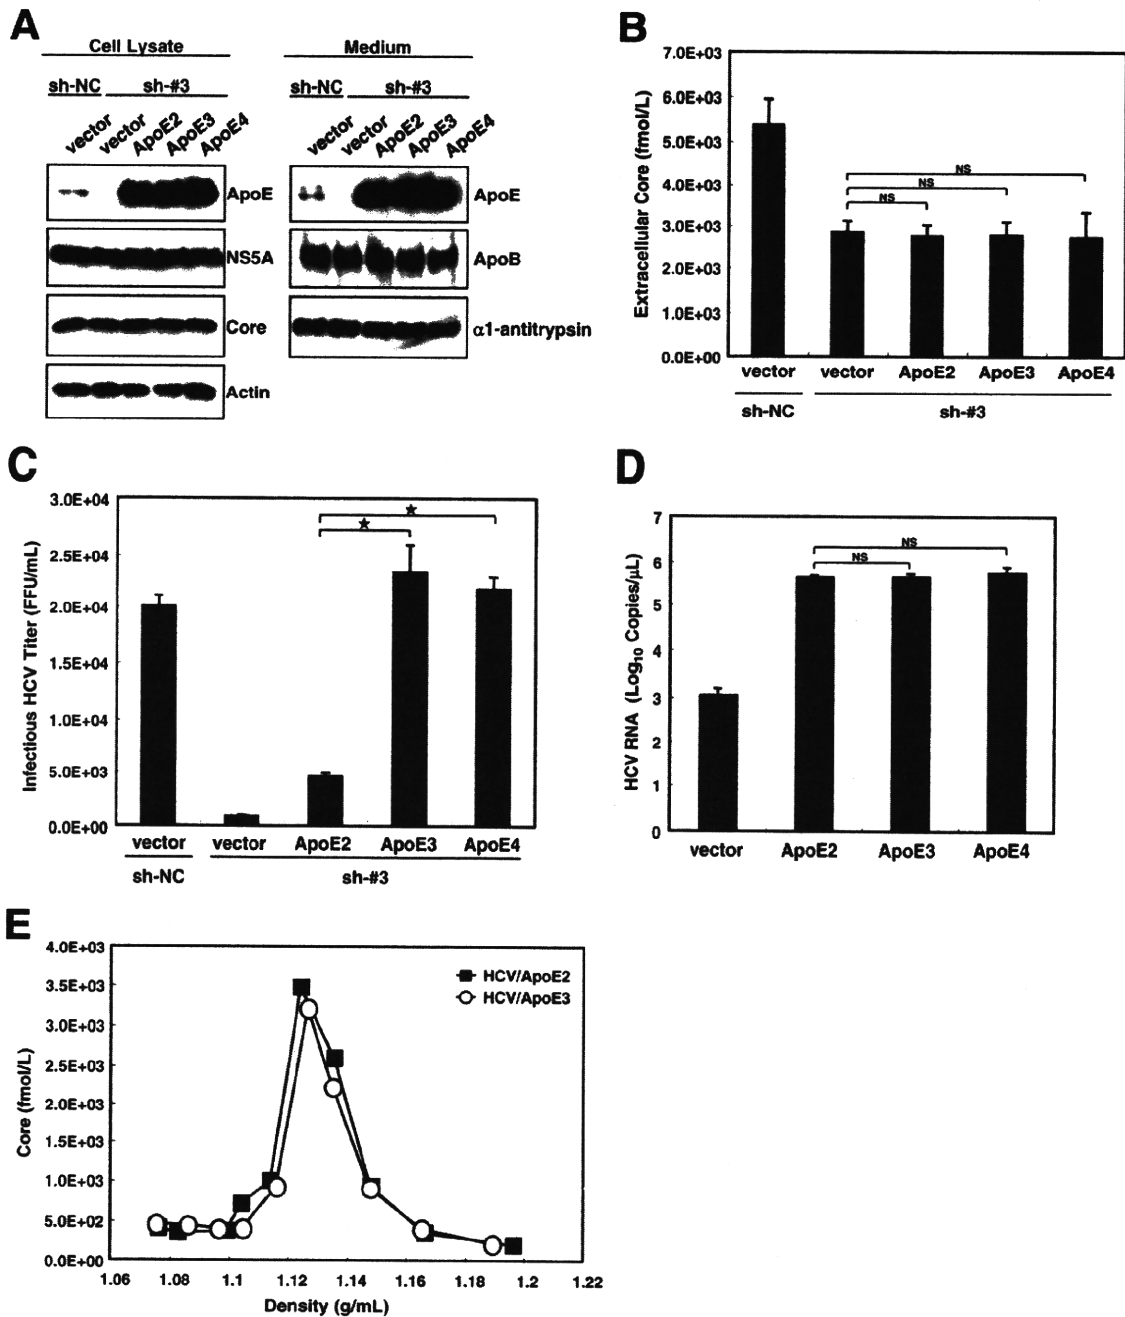 A
Cell Lysate
Medium
sh-NC
sh-#3
sh-NC
sh-#3
vector
vector
ApoE2
ApoE3
ApoE4
vector
vector
ApoE2
ApoE3
ApoE4
ApoE
NS5A
Core
Actin
ApoE
ApoB
α1-antitrypsin
B
Extracellular Core (fmol/L)
7.0E+03
6.0E+03
5.0E+03
4.0E+03
3.0E+03
2.0E+03
1.0E+03
0.0E+00
NS
NS
NS
vector
vector
ApoE2
ApoE3
ApoE4
sh-NC
sh-#3
C
Infectious HCV Titer (FFU/mL)
3.0E+04
2.5E+04
2.0E+04
1.5E+04
1.0E+04
5.0E+03
0.0E+00
★
★
vector
vector
ApoE2
ApoE3
ApoE4
sh-NC
sh-#3
D
HCV RNA (Log10 Copies/μL)
7
6
5
4
3
2
1
0
NS
NS
vector
ApoE2
ApoE3
ApoE4
E
Core (fmol/L)
4.0E+03
3.5E+03
3.0E+03
2.5E+03
2.0E+03
1.5E+03
1.0E+03
5.0E+02
0.0E+00
HCV/ApoE2
HCV/ApoE3
1.06
1.08
1.1
1.12
1.14
1.16
1.18
1.2
1.22
Density (g/mL)